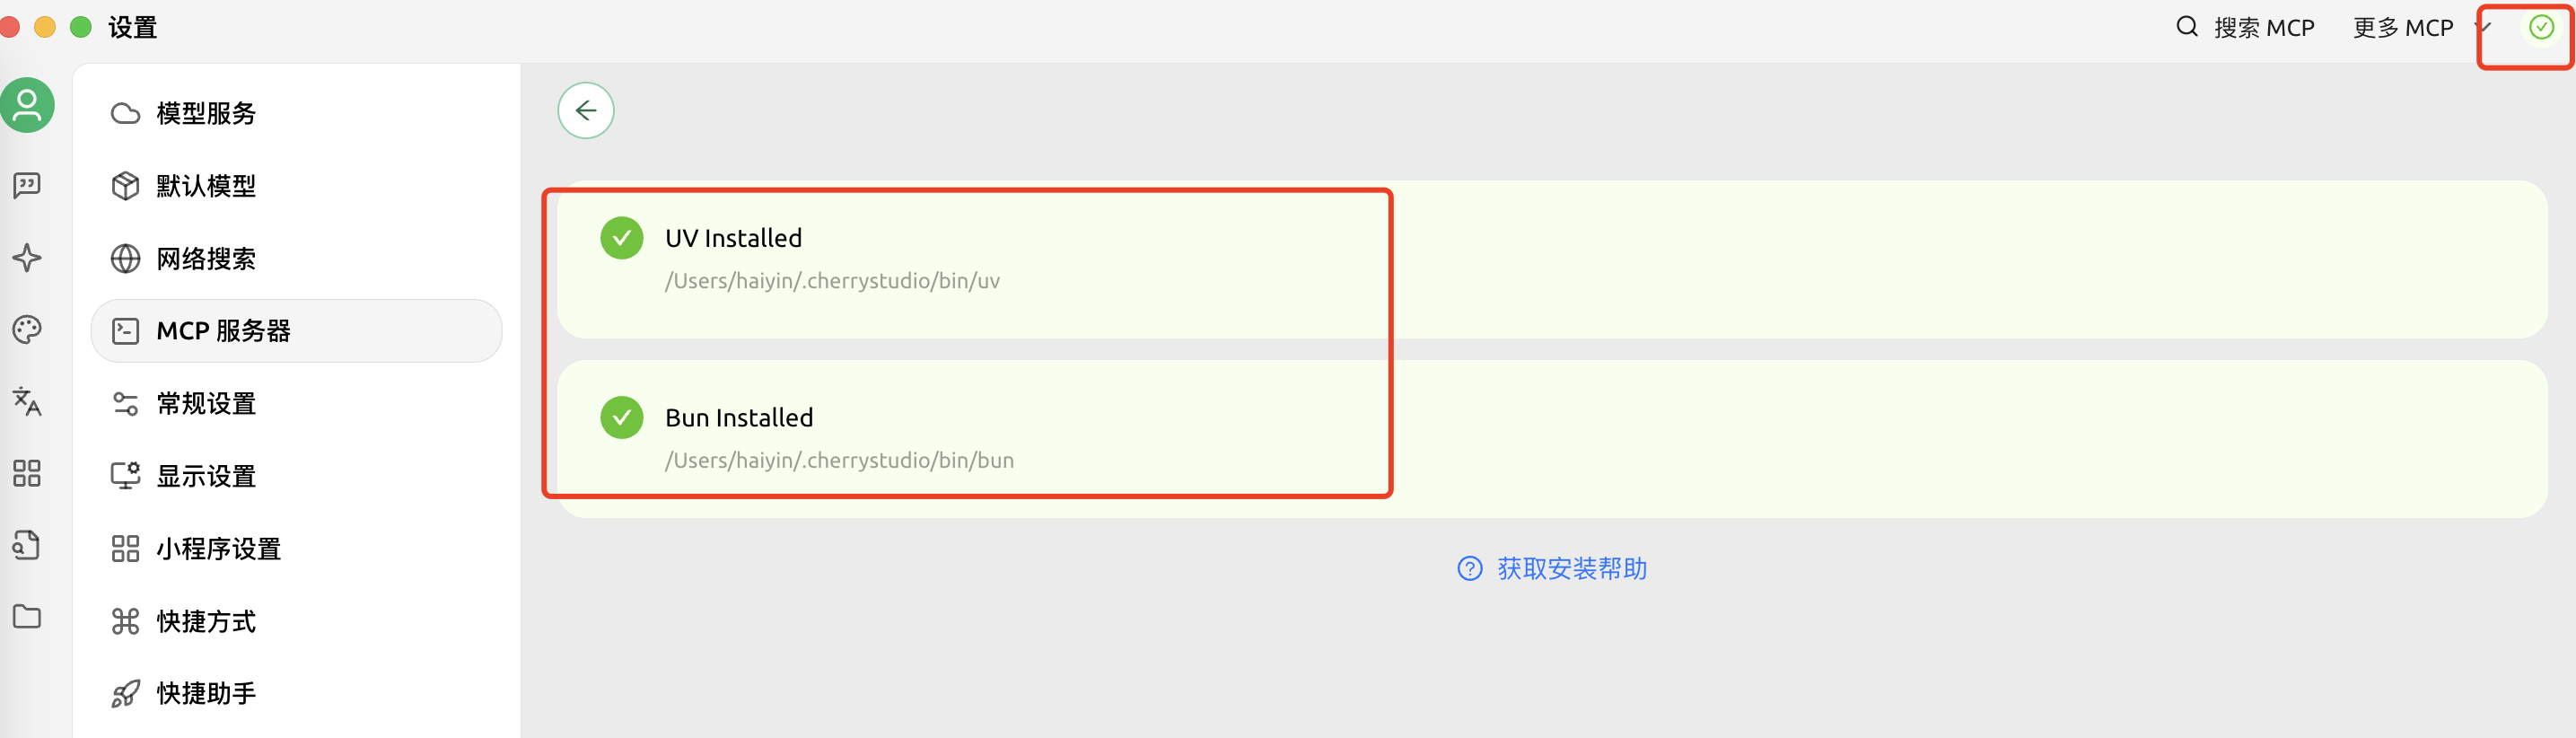 设置
搜索 MCP
更多 MCP
模型服务
默认模型
网络搜索
MCP 服务器
常规设置
显示设置
小程序设置
快捷方式
快捷助手
UV Installed
/Users/haiyin/.cherrystudio/bin/uv
Bun Installed
/Users/haiyin/.cherrystudio/bin/bun
获取安装帮助